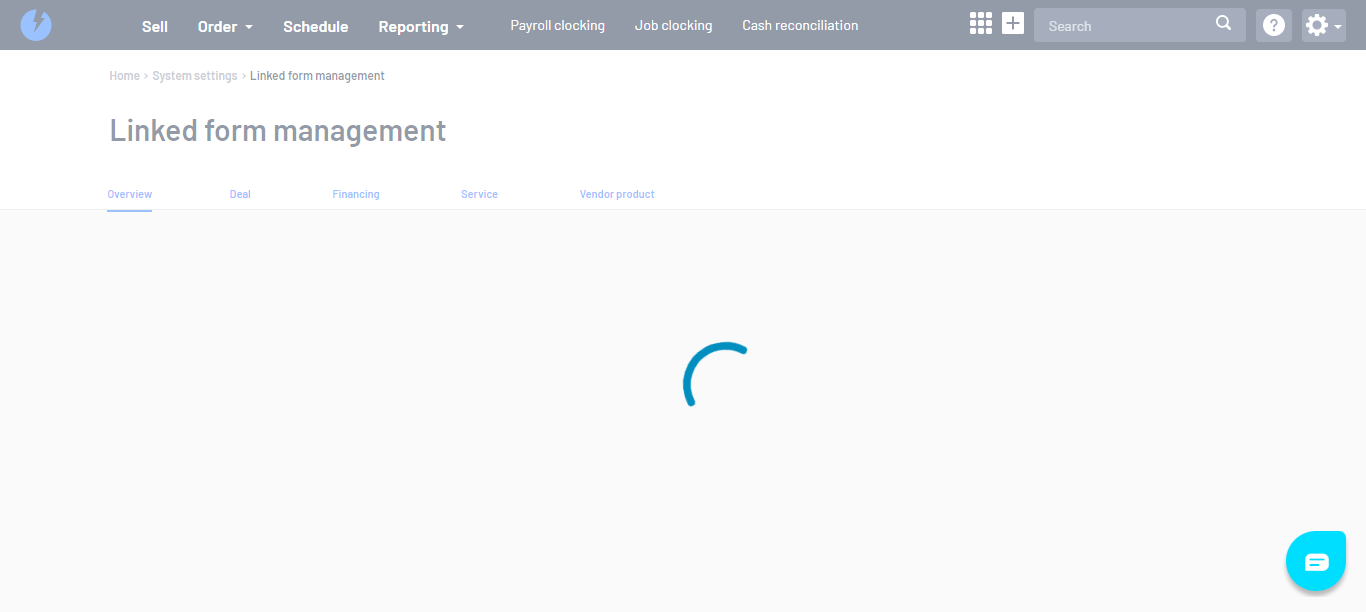 Sell Order Schedule Reporting Payroll clocking Job clocking Cash reconciliation Search
Home › System settings › Linked form management
Linked form management
Overview Deal Financing Service Vendor product